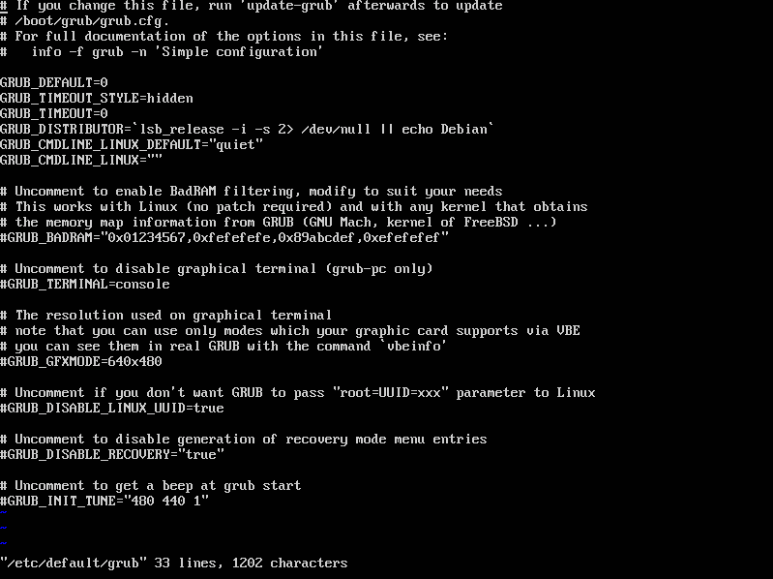 # If you change this file, run 'update-grub' afterwards to update
# /boot/grub/grub.cfg.
# For full documentation of the options in this file, see:
#   info -f grub -n 'Simple configuration'

GRUB_DEFAULT=0
GRUB_TIMEOUT_STYLE=hidden
GRUB_TIMEOUT=0
GRUB_DISTRIBUTOR=`lsb_release -i -s 2> /dev/null || echo Debian`
GRUB_CMDLINE_LINUX_DEFAULT="quiet"
GRUB_CMDLINE_LINUX=""

# Uncomment to enable BadRAM filtering, modify to suit your needs
# This works with Linux (no patch required) and with any kernel that obtains
# the memory map information from GRUB (GNU Mach, kernel of FreeBSD ...)
#GRUB_BADRAM="0x01234567,0xfefefefe,0x89abcdef,0xefefefef"

# Uncomment to disable graphical terminal (grub-pc only)
#GRUB_TERMINAL=console

# The resolution used on graphical terminal
# note that you can use only modes which your graphic card supports via VBE
# you can see them in real GRUB with the command `vbeinfo'
#GRUB_GFXMODE=640x480

# Uncomment if you don't want GRUB to pass "root=UUID=xxx" parameter to Linux
#GRUB_DISABLE_LINUX_UUID=true

# Uncomment to disable generation of recovery mode menu entries
#GRUB_DISABLE_RECOVERY="true"

# Uncomment to get a beep at grub start
#GRUB_INIT_TUNE="480 440 1"
~
~
~
"/etc/default/grub" 33 lines, 1202 characters